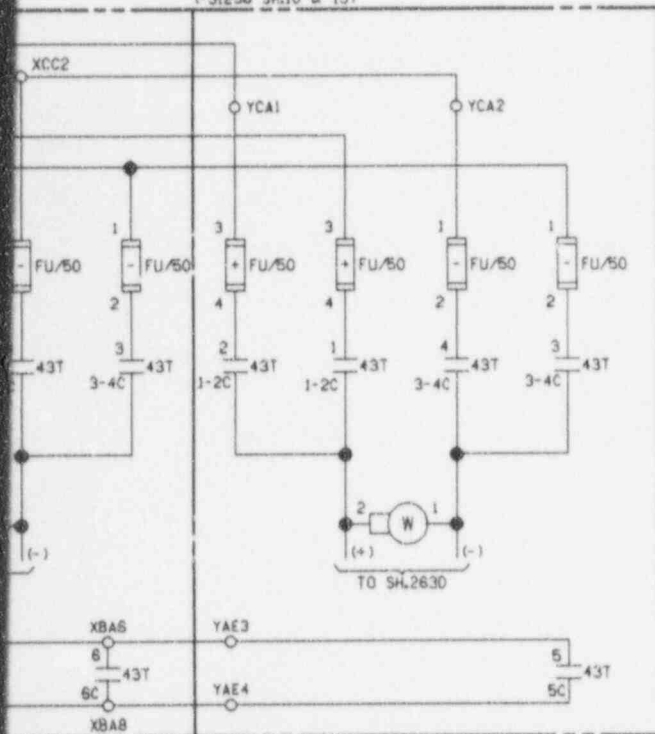 XCC2
YCA1 YCA2
1 3 3 1 1
- FU/50 - FU/50 + FU/50 + FU/50 - FU/50 - FU/50
2 4 4 2 2
3 2 1 4 3
43T 43T 43T 43T 43T 43T
3-4C 1-2C 1-2C 3-4C 3-4C
2 W 1
(-) (+) (-)
TO SH.2630
XBA6 YAE3
6 5
43T 43T
6C 5C
YAE4
XBA8